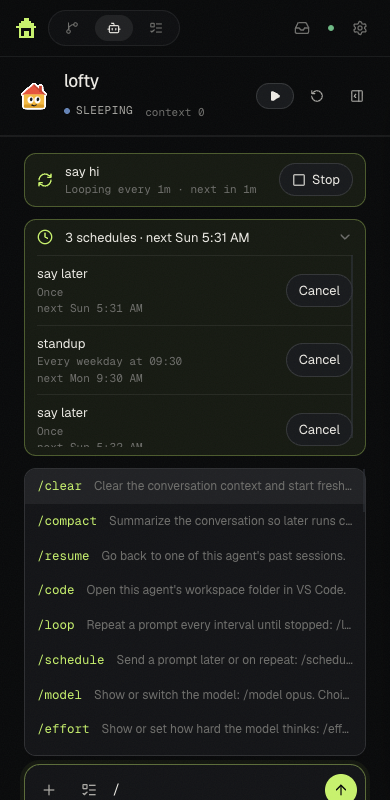 lofty
SLEEPING context 0
say hi
Looping every 1m · next in 1m
Stop
3 schedules · next Sun 5:31 AM
say later
Once
next Sun 5:31 AM
Cancel
standup
Every weekday at 09:30
next Mon 9:30 AM
Cancel
say later
Once
next Sun 5:32 AM
Cancel
/clear Clear the conversation context and start fresh…
/compact Summarize the conversation so later runs c…
/resume Go back to one of this agent's past sessions.
/code Open this agent's workspace folder in VS Code.
/loop Repeat a prompt every interval until stopped: /l…
/schedule Send a prompt later or on repeat: /schedu…
/model Show or switch the model: /model opus. Choi…
/effort Show or set how hard the model thinks: /eff…
/